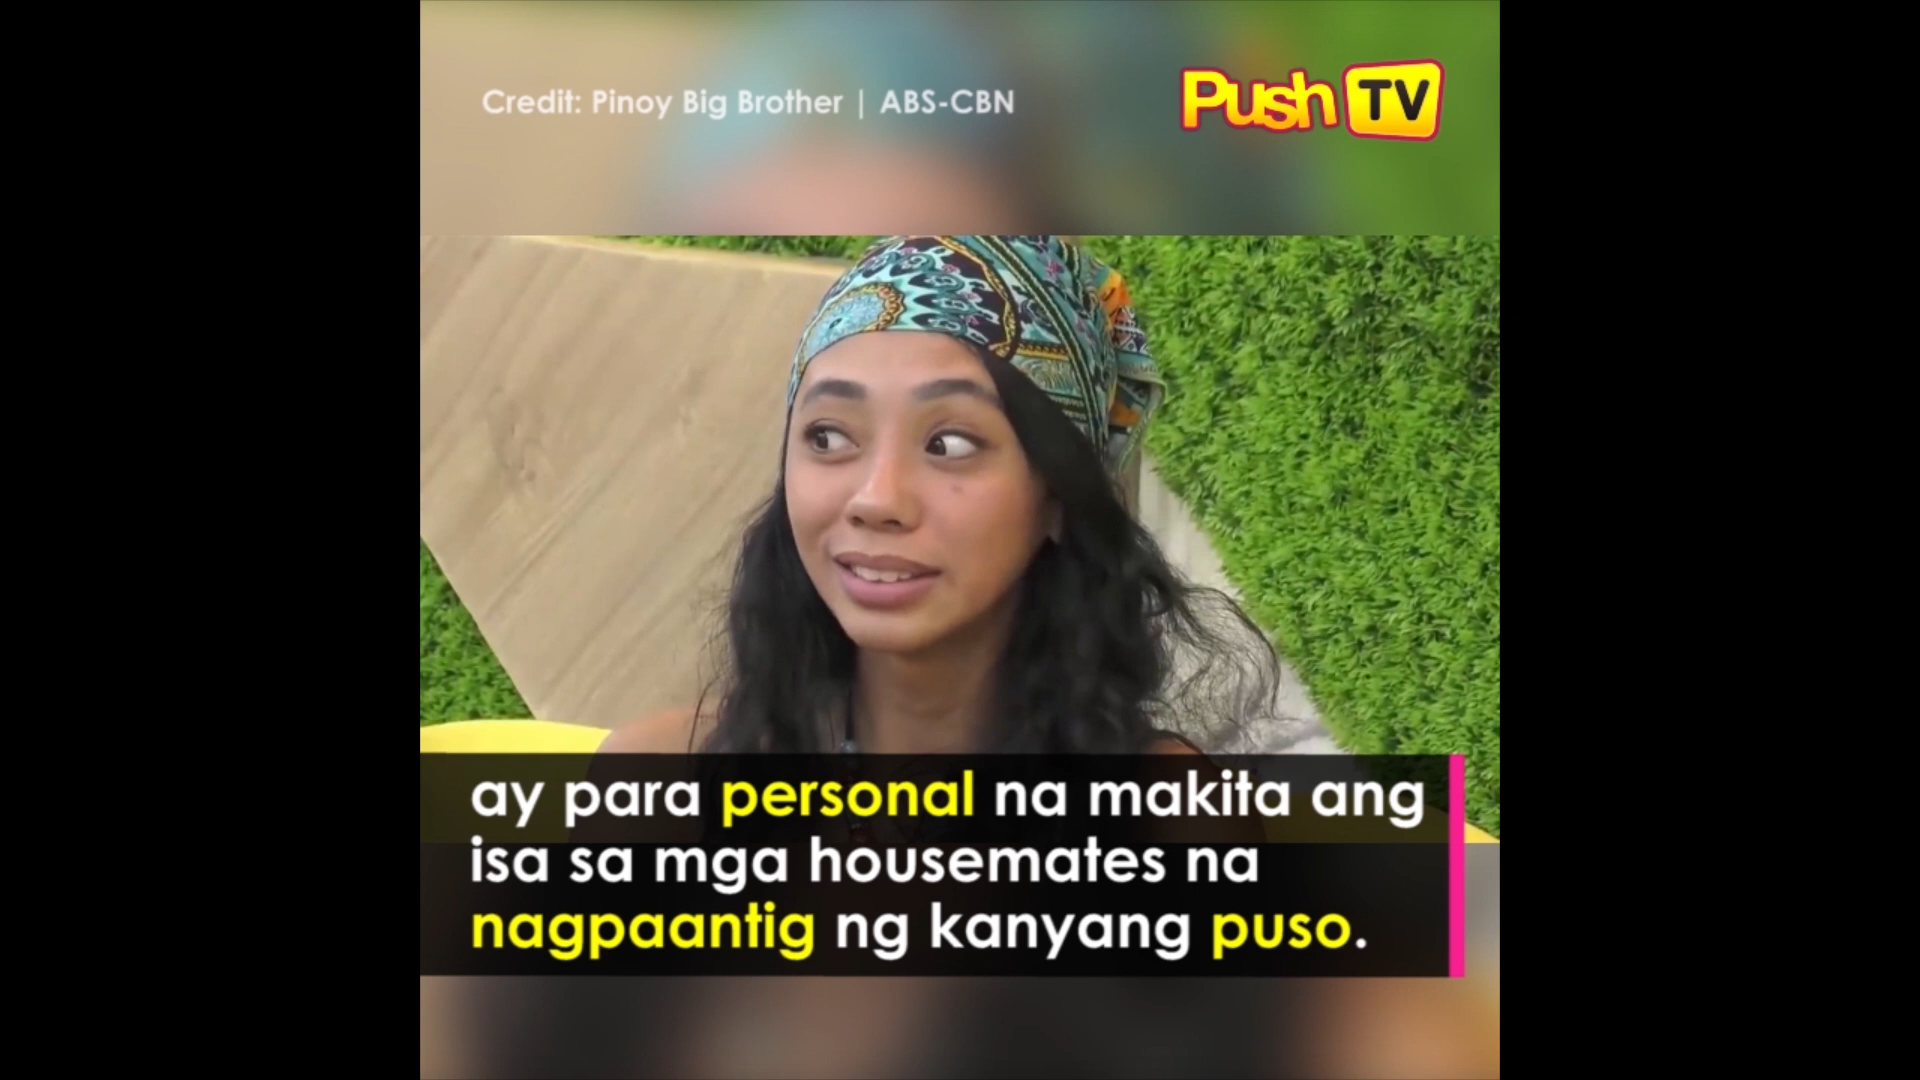 Credit: Pinoy Big Brother | ABS-CBN
Push TV
ay para personal na makita ang
isa sa mga housemates na
nagpaantig ng kanyang puso.